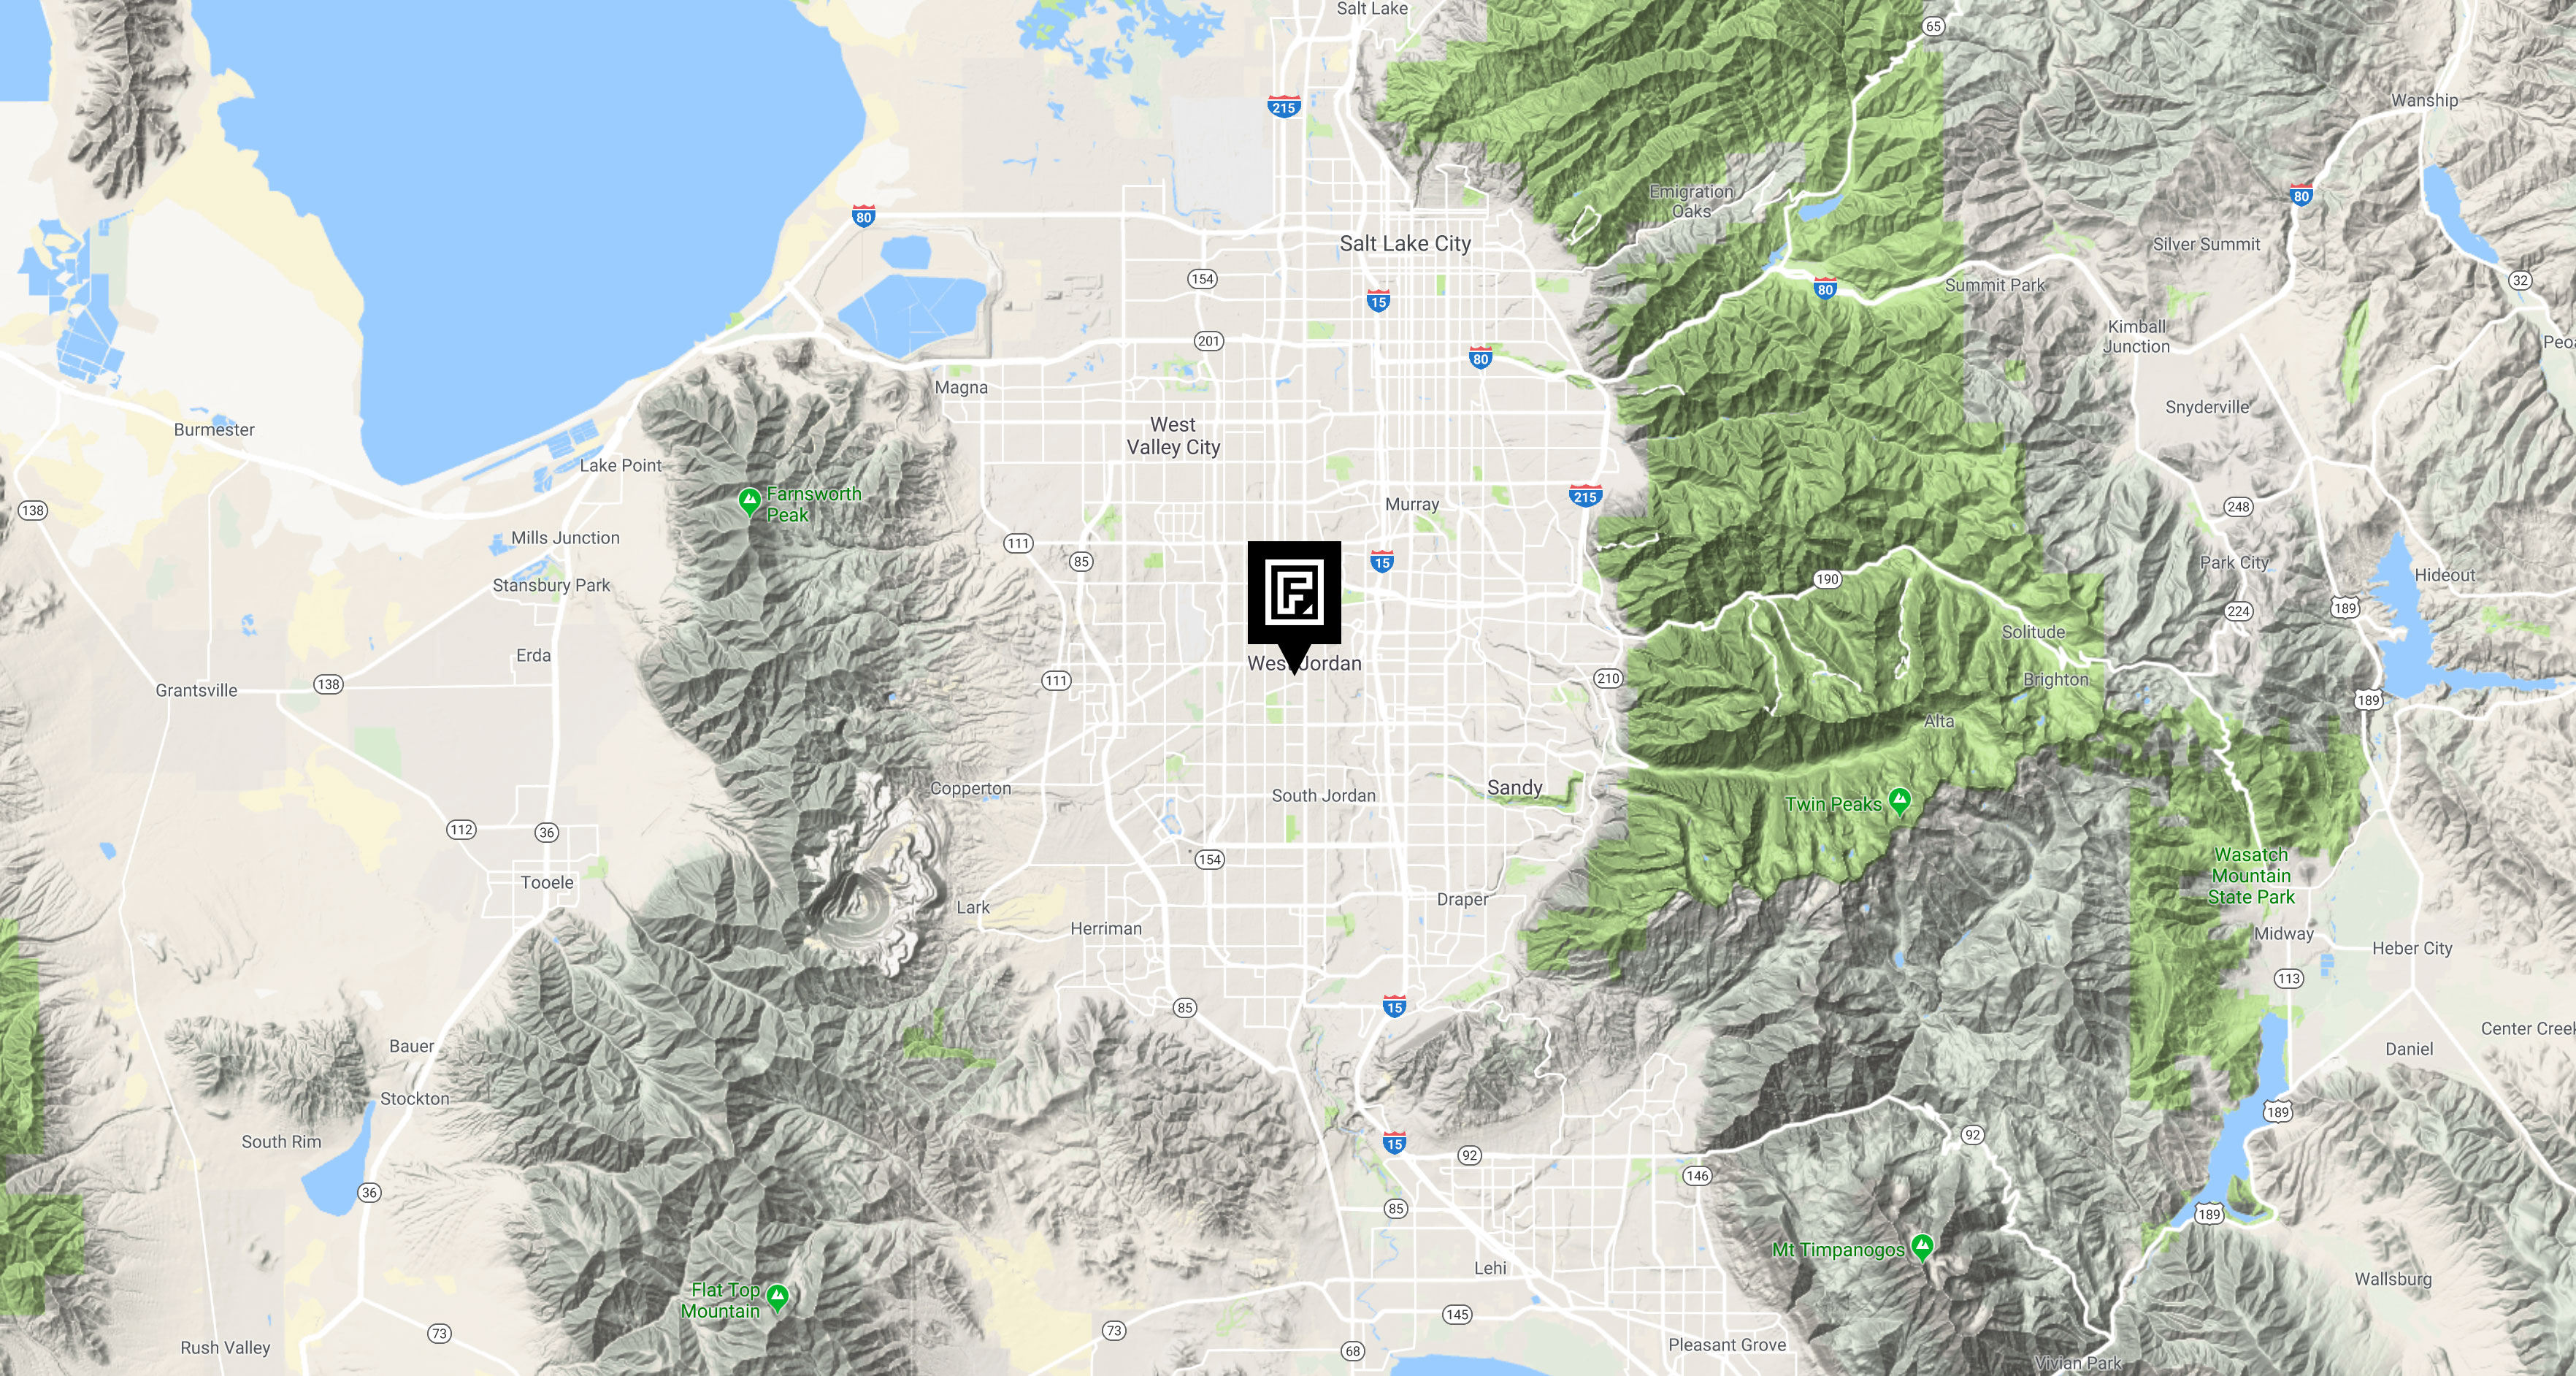 Salt Lake
65
215
Wanship
80
Emigration
Oaks
80
Salt Lake City
Silver Summit
154
Summit Park
32
80
15
Kimball
Junction
201
80
Magna
Snyderville
West
Valley City
Burmester
Lake Point
Farnsworth
Peak
215
Murray
138
248
Mills Junction
111
85
15
Park City
Hideout
Stansbury Park
190
189
224
Solitude
Erda
West Jordan
111
210
Brighton
Grantsville
138
189
Alta
Copperton
Sandy
South Jordan
Twin Peaks
112
36
154
Wasatch
Mountain
State Park
Tooele
Lark
Draper
Herriman
Midway
Heber City
113
85
15
Bauer
Daniel
Stockton
189
South Rim
15
92
92
146
36
85
189
Mt Timpanogos
Lehi
Wallsburg
Flat Top
Mountain
145
73
73
68
Rush Valley
Pleasant Grove
Vivian Park